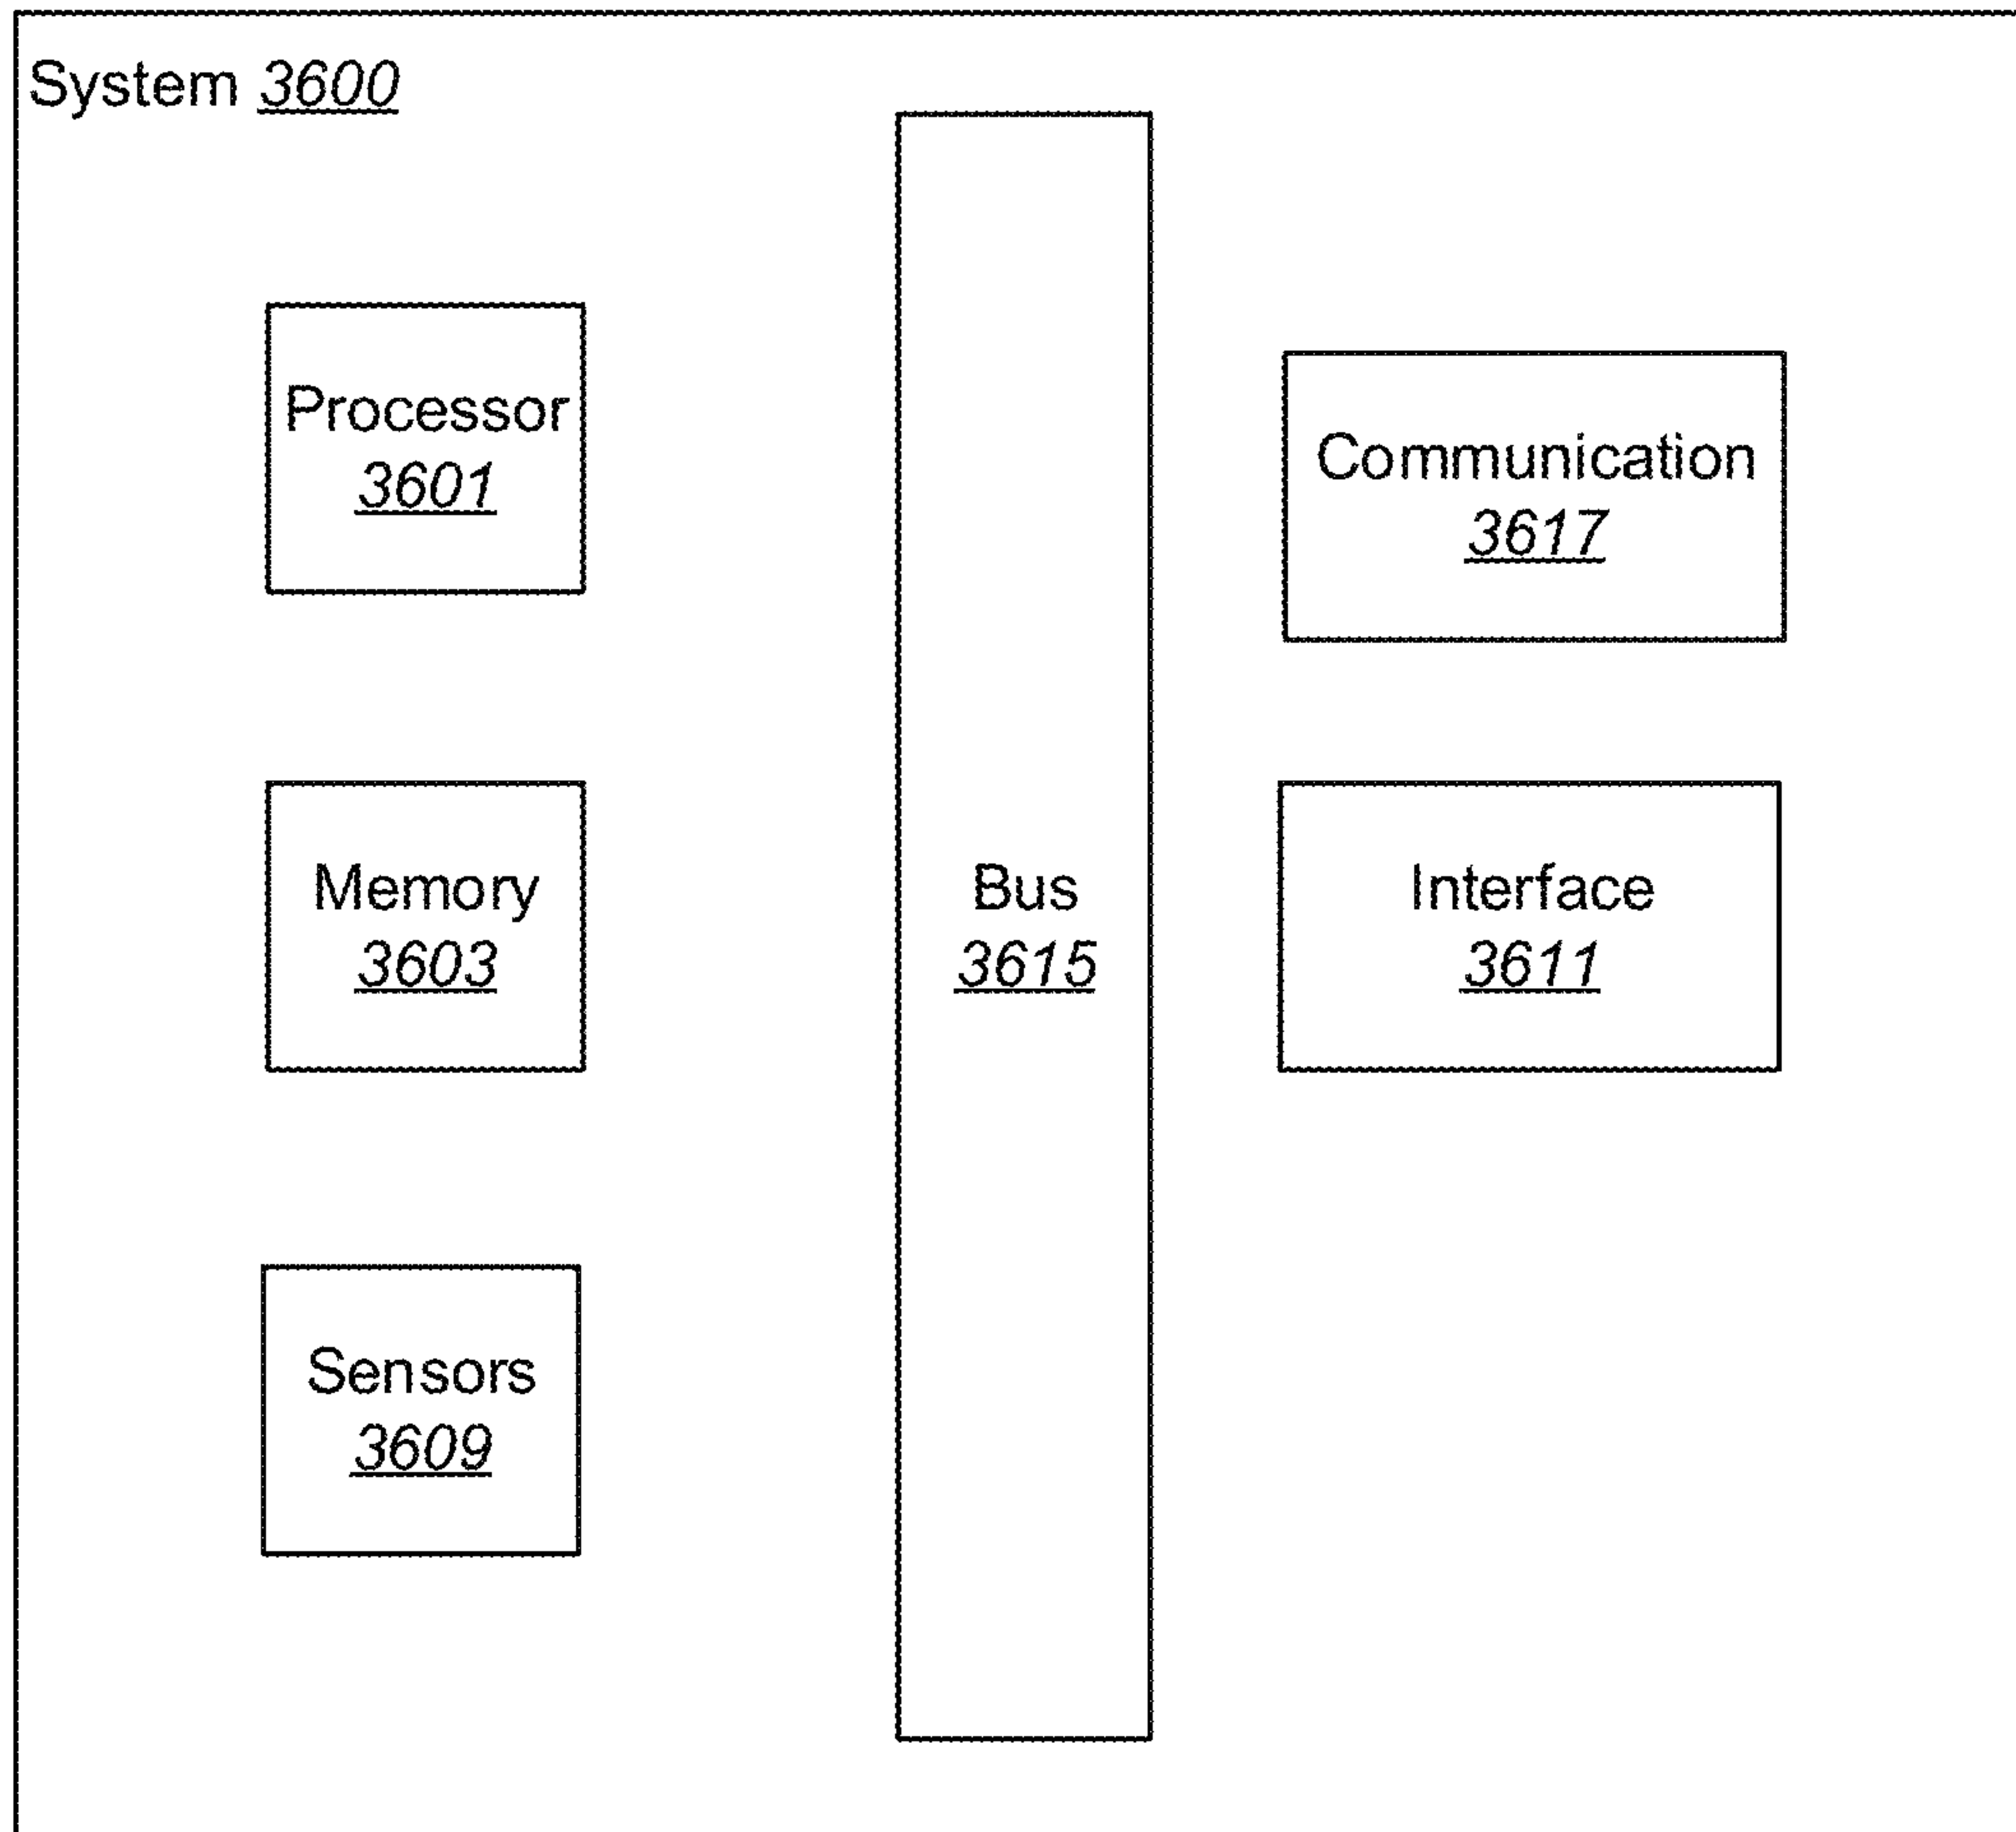 System 3600
Processor
3601
Memory
3603
Sensors
3609
Bus
3615
Communication
3617
Interface
3611